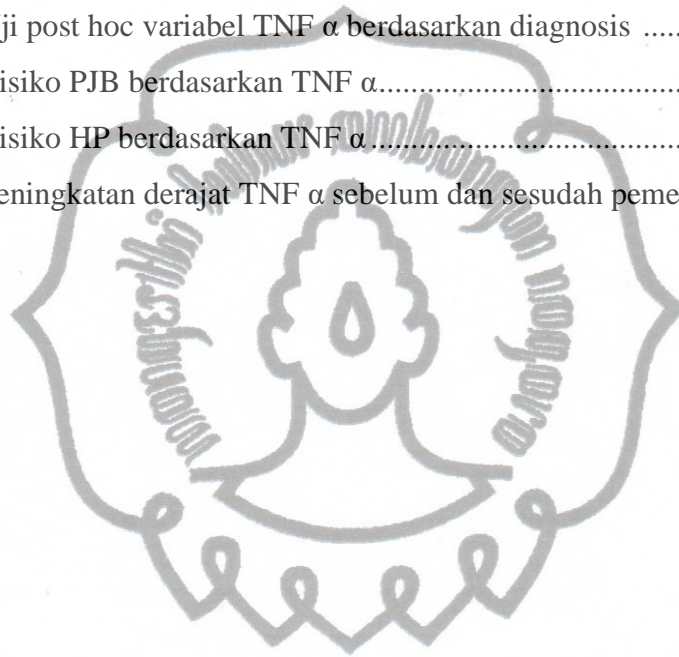 ji post hoc variabel TNF α berdasarkan diagnosis .....
isiko PJB berdasarkan TNF α...................................
isiko HP berdasarkan TNF α....................................
eningkatan derajat TNF α sebelum dan sesudah peme